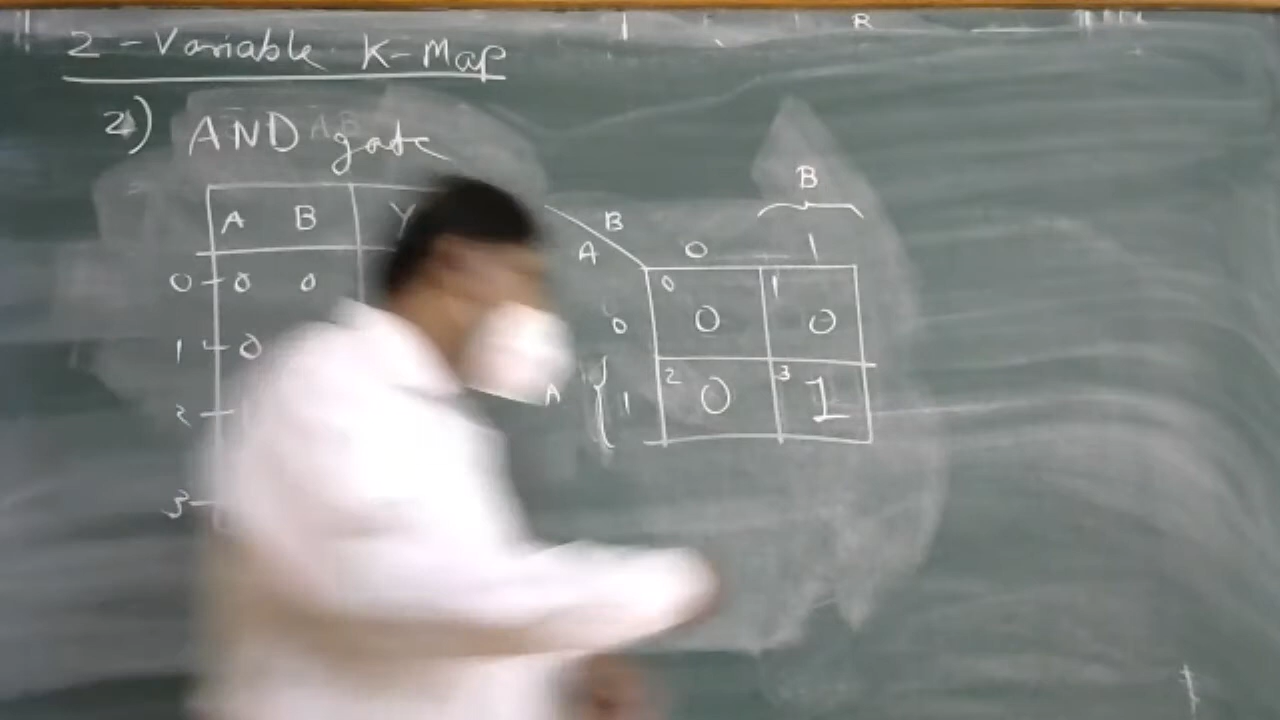 2-Variable K-Map
2) AND gate
A B Y
0 0 0
1 0
2
3
B
B
A 0 1
0 0 0 1 0
A 1 2 0 3 1
R